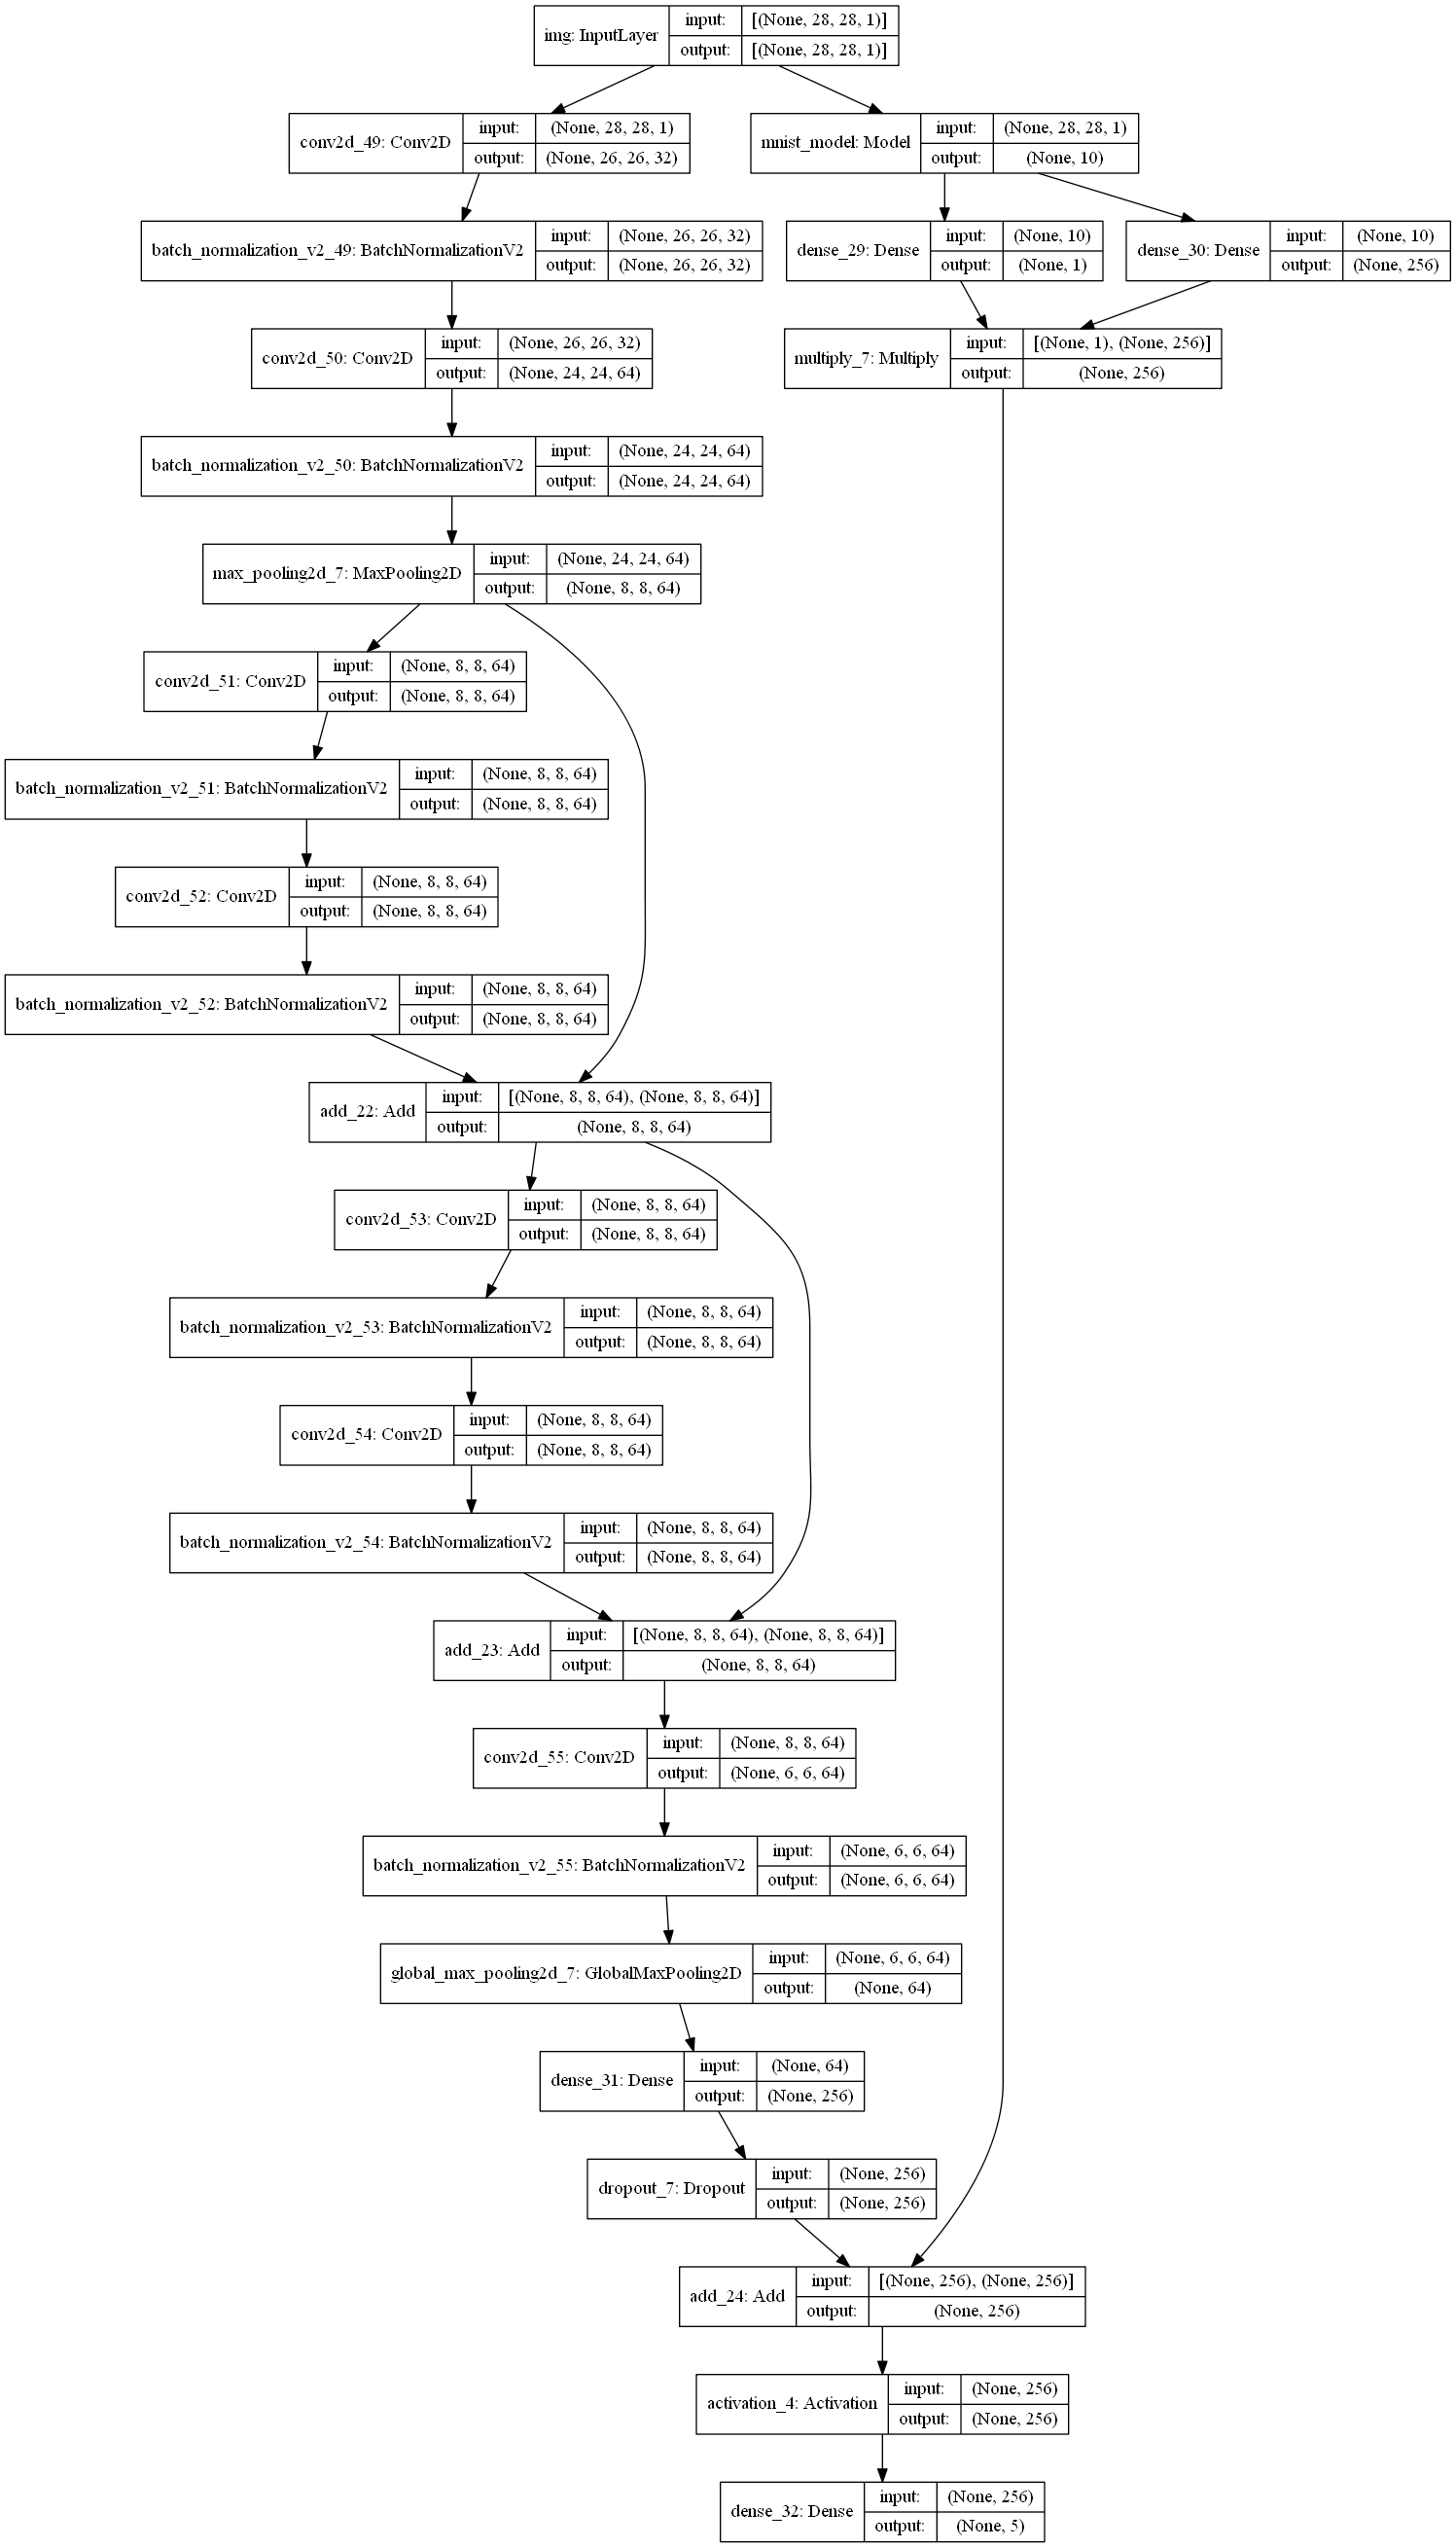 img: InputLayer
input: [(None, 28, 28, 1)]
output: [(None, 28, 28, 1)]
conv2d_49: Conv2D
input: (None, 28, 28, 1)
output: (None, 26, 26, 32)
mnist_model: Model
input: (None, 28, 28, 1)
output: (None, 10)
batch_normalization_v2_49: BatchNormalizationV2
input: (None, 26, 26, 32)
output: (None, 26, 26, 32)
dense_29: Dense
input: (None, 10)
output: (None, 1)
dense_30: Dense
input: (None, 10)
output: (None, 256)
conv2d_50: Conv2D
input: (None, 26, 26, 32)
output: (None, 24, 24, 64)
multiply_7: Multiply
input: [(None, 1), (None, 256)]
output: (None, 256)
batch_normalization_v2_50: BatchNormalizationV2
input: (None, 24, 24, 64)
output: (None, 24, 24, 64)
max_pooling2d_7: MaxPooling2D
input: (None, 24, 24, 64)
output: (None, 8, 8, 64)
conv2d_51: Conv2D
input: (None, 8, 8, 64)
output: (None, 8, 8, 64)
batch_normalization_v2_51: BatchNormalizationV2
input: (None, 8, 8, 64)
output: (None, 8, 8, 64)
conv2d_52: Conv2D
input: (None, 8, 8, 64)
output: (None, 8, 8, 64)
batch_normalization_v2_52: BatchNormalizationV2
input: (None, 8, 8, 64)
output: (None, 8, 8, 64)
add_22: Add
input: [(None, 8, 8, 64), (None, 8, 8, 64)]
output: (None, 8, 8, 64)
conv2d_53: Conv2D
input: (None, 8, 8, 64)
output: (None, 8, 8, 64)
batch_normalization_v2_53: BatchNormalizationV2
input: (None, 8, 8, 64)
output: (None, 8, 8, 64)
conv2d_54: Conv2D
input: (None, 8, 8, 64)
output: (None, 8, 8, 64)
batch_normalization_v2_54: BatchNormalizationV2
input: (None, 8, 8, 64)
output: (None, 8, 8, 64)
add_23: Add
input: [(None, 8, 8, 64), (None, 8, 8, 64)]
output: (None, 8, 8, 64)
conv2d_55: Conv2D
input: (None, 8, 8, 64)
output: (None, 6, 6, 64)
batch_normalization_v2_55: BatchNormalizationV2
input: (None, 6, 6, 64)
output: (None, 6, 6, 64)
global_max_pooling2d_7: GlobalMaxPooling2D
input: (None, 6, 6, 64)
output: (None, 64)
dense_31: Dense
input: (None, 64)
output: (None, 256)
dropout_7: Dropout
input: (None, 256)
output: (None, 256)
add_24: Add
input: [(None, 256), (None, 256)]
output: (None, 256)
activation_4: Activation
input: (None, 256)
output: (None, 256)
dense_32: Dense
input: (None, 256)
output: (None, 5)